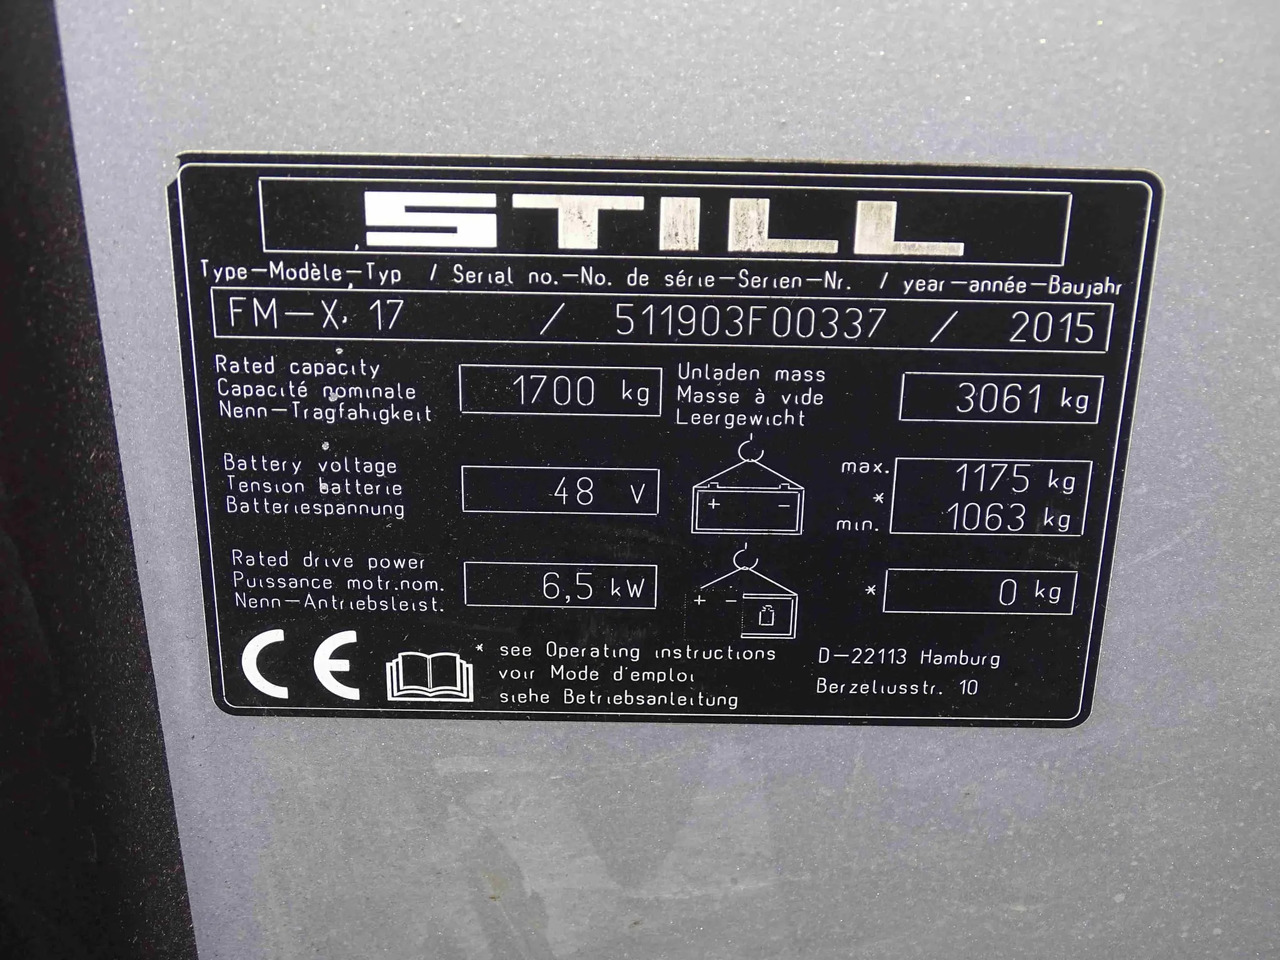 STILL
Type-Modèle-Typ / Serial no.-No. de série-Serien-Nr. / year-année-Baujahr
FM-X 17 / 511903F00337 / 2015
Rated capacity
Capacité nominale
Nenn-Tragfähigkeit
1700 kg
Unladen mass
Masse à vide
Leergewicht
3061 kg
Battery voltage
Tension batterie
Batteriespannung
48 V
+ -
max.
*
min.
1175 kg
1063 kg
Rated drive power
Puissance motr.nom.
Nenn-Antriebsleist.
6,5 kW
+ -
* 0 kg
CE
* see Operating instructions
voir Mode d'emploi
siehe Betriebsanleitung
D-22113 Hamburg
Berzeliusstr. 10